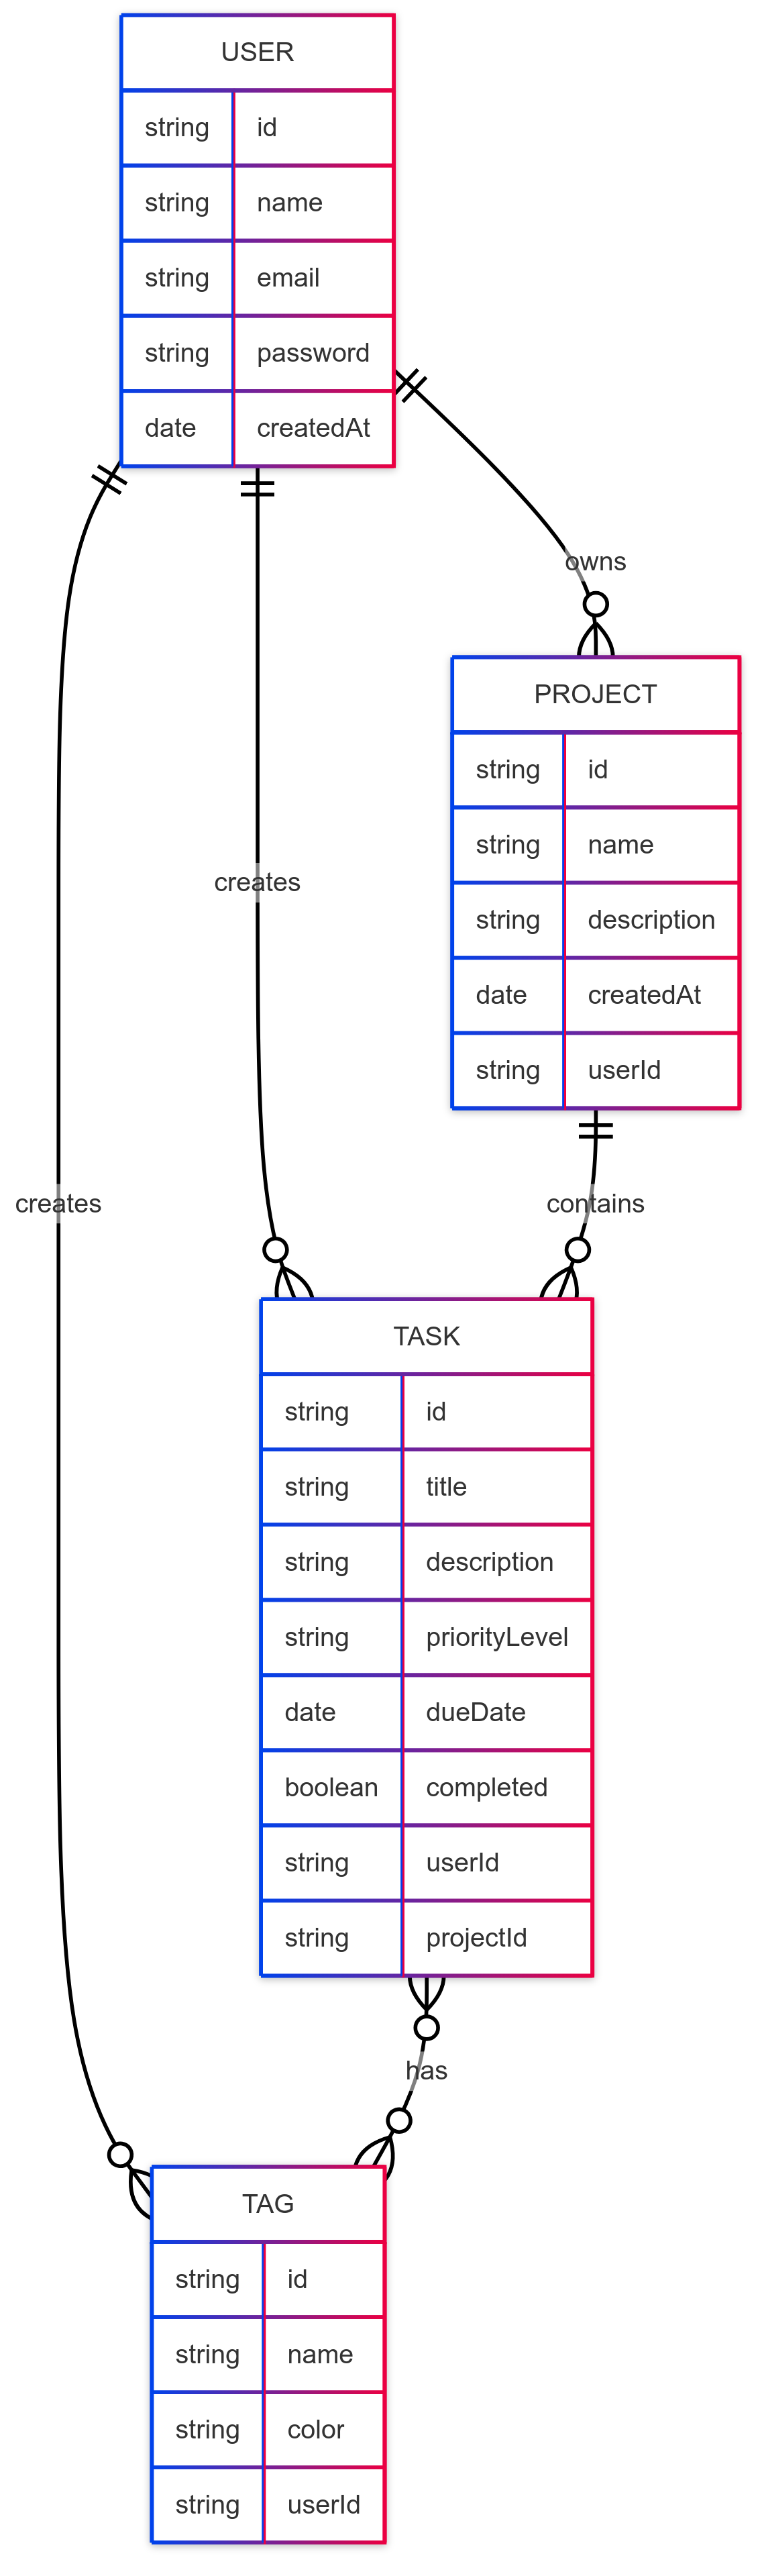 USER
string id
string name
string email
string password
date createdAt
owns
PROJECT
string id
string name
string description
date createdAt
string userId
creates
creates
contains
TASK
string id
string title
string description
string priorityLevel
date dueDate
boolean completed
string userId
string projectId
has
TAG
string id
string name
string color
string userId